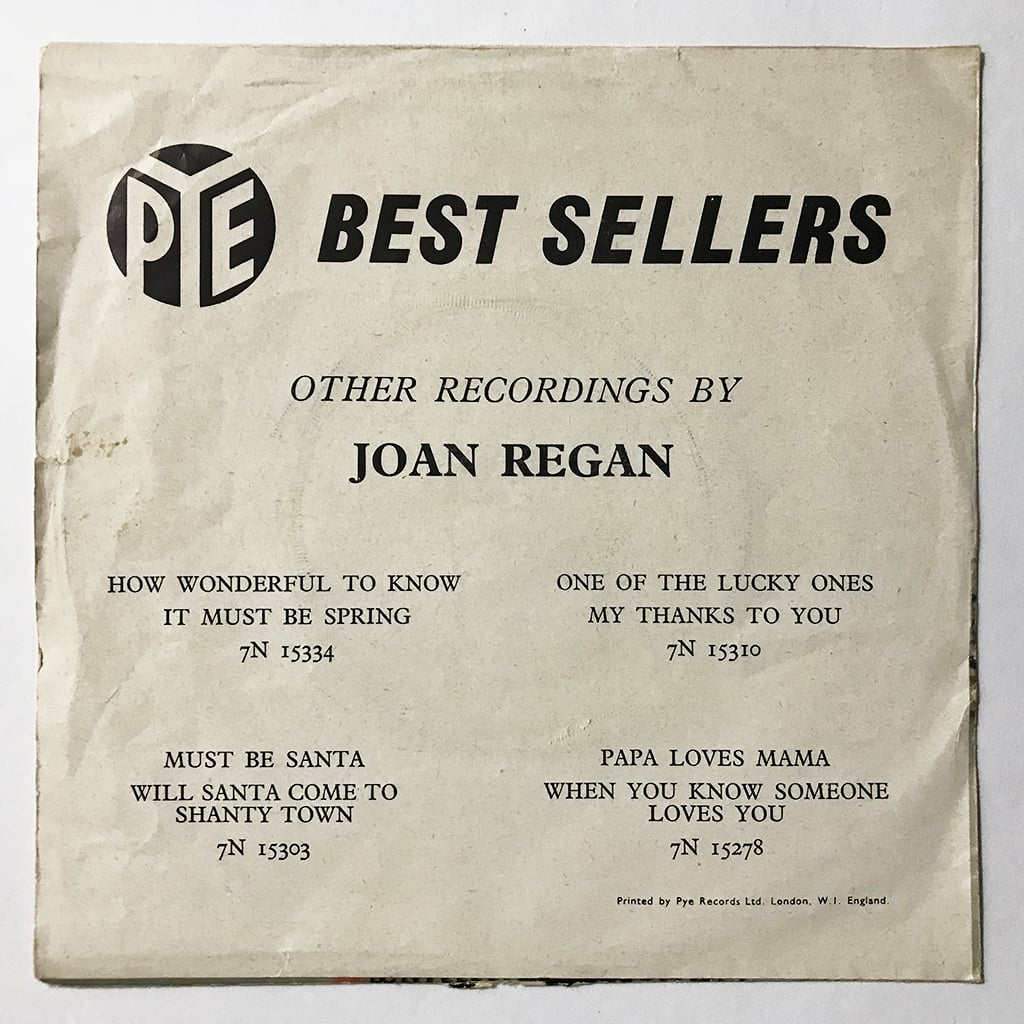 PYE BEST SELLERS
OTHER RECORDINGS BY
JOAN REGAN
HOW WONDERFUL TO KNOW
IT MUST BE SPRING
7N 15334
ONE OF THE LUCKY ONES
MY THANKS TO YOU
7N 15310
MUST BE SANTA
WILL SANTA COME TO
SHANTY TOWN
7N 15303
PAPA LOVES MAMA
WHEN YOU KNOW SOMEONE
LOVES YOU
7N 15278
Printed by Pye Records Ltd. London, W.1. England.